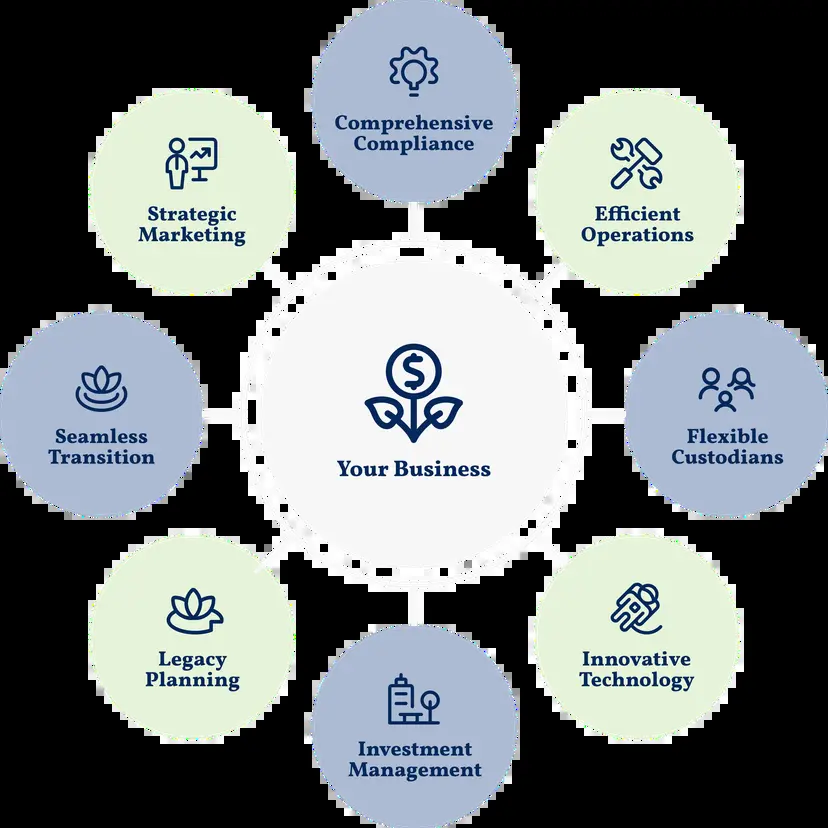 Comprehensive
Compliance
Strategic
Marketing
Efficient
Operations
Seamless
Transition
$
Your Business
Flexible
Custodians
Legacy
Planning
Innovative
Technology
Investment
Management